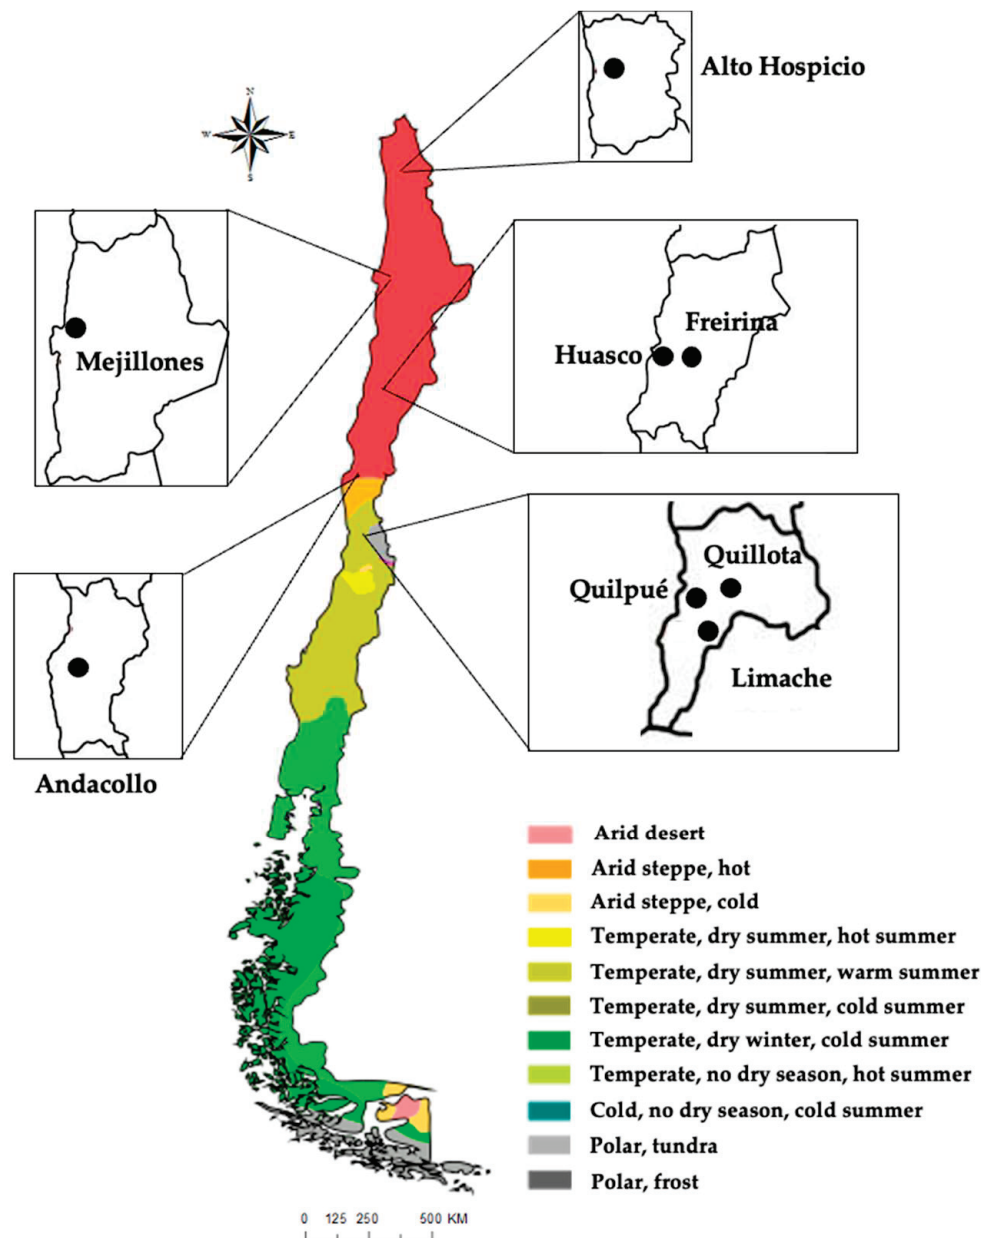 Alto Hospicio
N
W
E
S
Mejillones
Freirina
Huasco
Quillota
Quilpué
Limache
Andacollo
Arid desert
Arid steppe, hot
Arid steppe, cold
Temperate, dry summer, hot summer
Temperate, dry summer, warm summer
Temperate, dry summer, cold summer
Temperate, dry winter, cold summer
Temperate, no dry season, hot summer
Cold, no dry season, cold summer
Polar, tundra
Polar, frost
0 125 250 500 KM